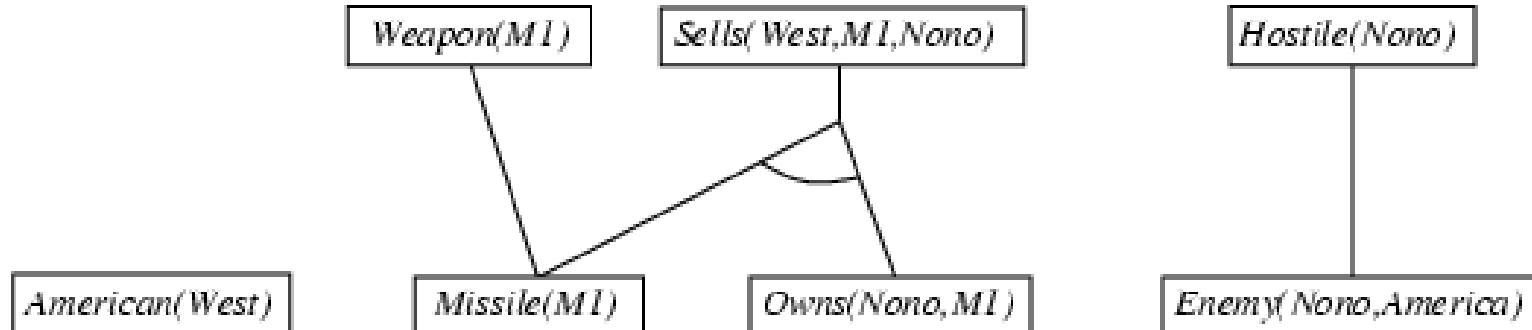 Weapon(M1)
Sells(West,M1,Nono)
Hostile(Nono)
American(West)
Missile(M1)
Owns(Nono,M1)
Enemy(Nono,America)